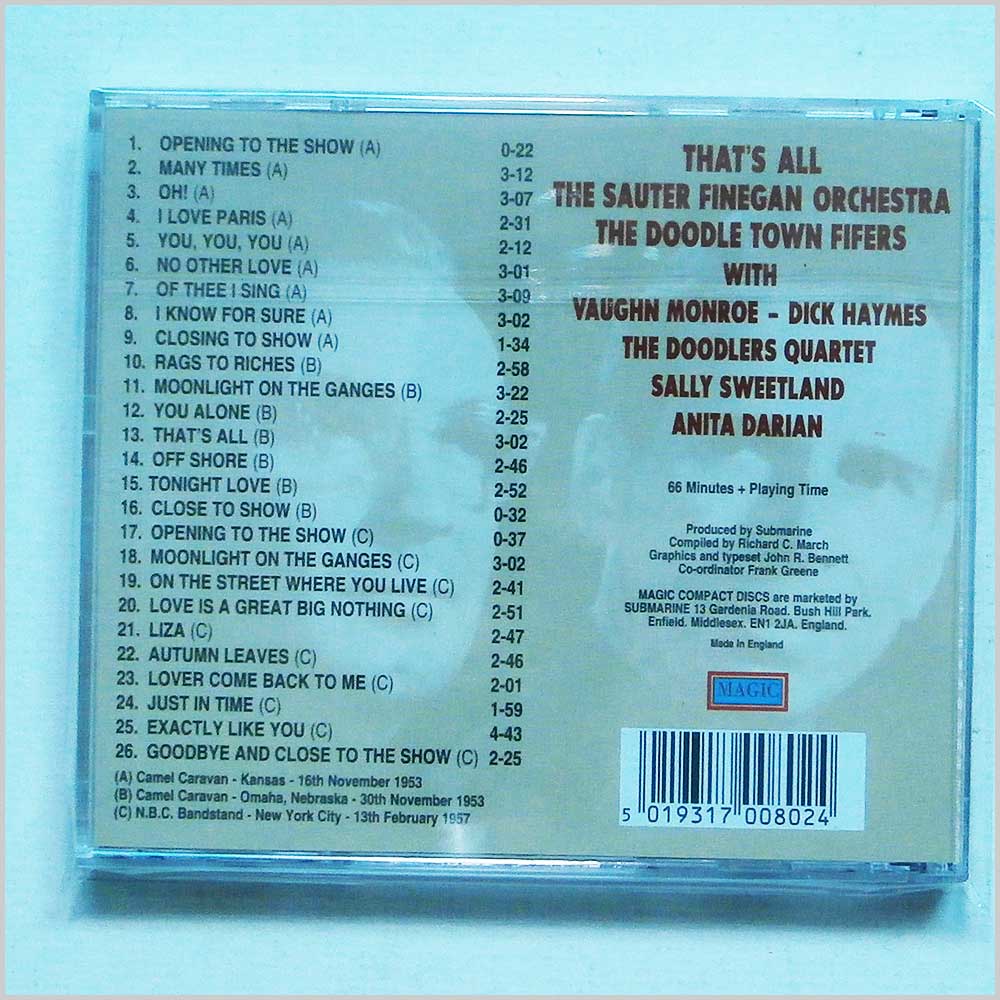 1. OPENING TO THE SHOW (A) 0-22
2. MANY TIMES (A) 3-12
3. OH! (A) 3-07
4. I LOVE PARIS (A) 2-31
5. YOU, YOU, YOU (A) 2-12
6. NO OTHER LOVE (A) 3-01
7. OF THEE I SING (A) 3-09
8. I KNOW FOR SURE (A) 3-02
9. CLOSING TO SHOW (A) 1-34
10. RAGS TO RICHES (B) 2-58
11. MOONLIGHT ON THE GANGES (B) 3-22
12. YOU ALONE (B) 2-25
13. THAT'S ALL (B) 3-02
14. OFF SHORE (B) 2-46
15. TONIGHT LOVE (B) 2-52
16. CLOSE TO SHOW (B) 0-32
17. OPENING TO THE SHOW (C) 0-37
18. MOONLIGHT ON THE GANGES (C) 3-02
19. ON THE STREET WHERE YOU LIVE (C) 2-41
20. LOVE IS A GREAT BIG NOTHING (C) 2-51
21. LIZA (C) 2-47
22. AUTUMN LEAVES (C) 2-46
23. LOVER COME BACK TO ME (C) 2-01
24. JUST IN TIME (C) 1-59
25. EXACTLY LIKE YOU (C) 4-43
26. GOODBYE AND CLOSE TO THE SHOW (C) 2-25
(A) Camel Caravan - Kansas - 16th November 1953
(B) Camel Caravan - Omaha, Nebraska - 30th November 1953
(C) N.B.C. Bandstand - New York City - 13th February 1957
THAT'S ALL
THE SAUTER FINEGAN ORCHESTRA
THE DOODLE TOWN FIFERS
WITH
VAUGHN MONROE - DICK HAYMES
THE DOODLERS QUARTET
SALLY SWEETLAND
ANITA DARIAN
66 Minutes + Playing Time
Produced by Submarine
Compiled by Richard C. March
Graphics and typeset John R. Bennett
Co-ordinator Frank Greene
MAGIC COMPACT DISCS are marketed by
SUBMARINE 13 Gardenia Road. Bush Hill Park.
Enfield. Middlesex. EN1 2JA. England.
Made in England
MAGIC
5 019317 008024